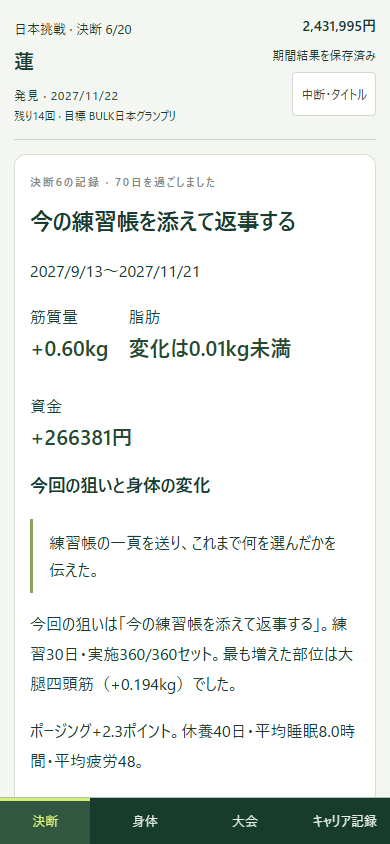 日本挑戦 · 決断 6/20
2,431,995円
蓮
期間結果を保存済み
発見 · 2027/11/22
残り14回 · 目標 BULK日本グランプリ
中断・タイトル
決断6の記録 · 70日を過ごしました
今の練習帳を添えて返事する
2027/9/13〜2027/11/21
筋質量
脂肪
+0.60kg
変化は0.01kg未満
資金
+266381円
今回の狙いと身体の変化
練習帳の一頁を送り、これまで何を選んだかを
伝えた。
今回の狙いは「今の練習帳を添えて返事する」。練
習30日・実施360/360セット。最も増えた部位は大
腿四頭筋（+0.194kg）でした。
ポージング+2.3ポイント。休養40日・平均睡眠8.0時
間・平均疲労48。
決断
身体
大会
キャリア記録